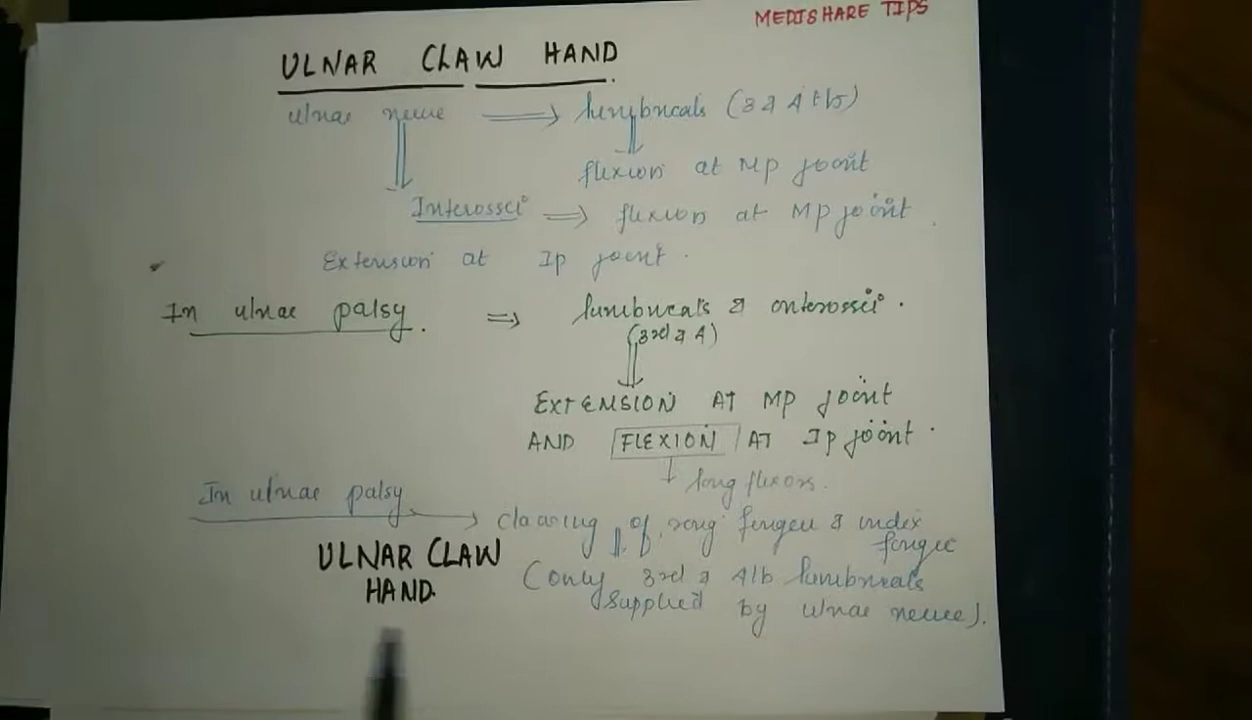 MEDISHARE TIPS
ULNAR CLAW HAND
ulnar nerve ⟹ lumbricals (3 & 4th)
flexion at MP joint
Interossei ⟹ flexion at MP joint.
Extension at Ip joint.
In ulnar palsy. ⟹ lumbricals & interossei.
(3rd & 4)
EXTENSION AT MP joint
AND FLEXION AT Ip joint.
long flexors.
In ulnar palsy → clawing of ring finger & index
finger
ULNAR CLAW
HAND.
(only 3rd & 4th lumbricals
supplied by ulnar nerve).